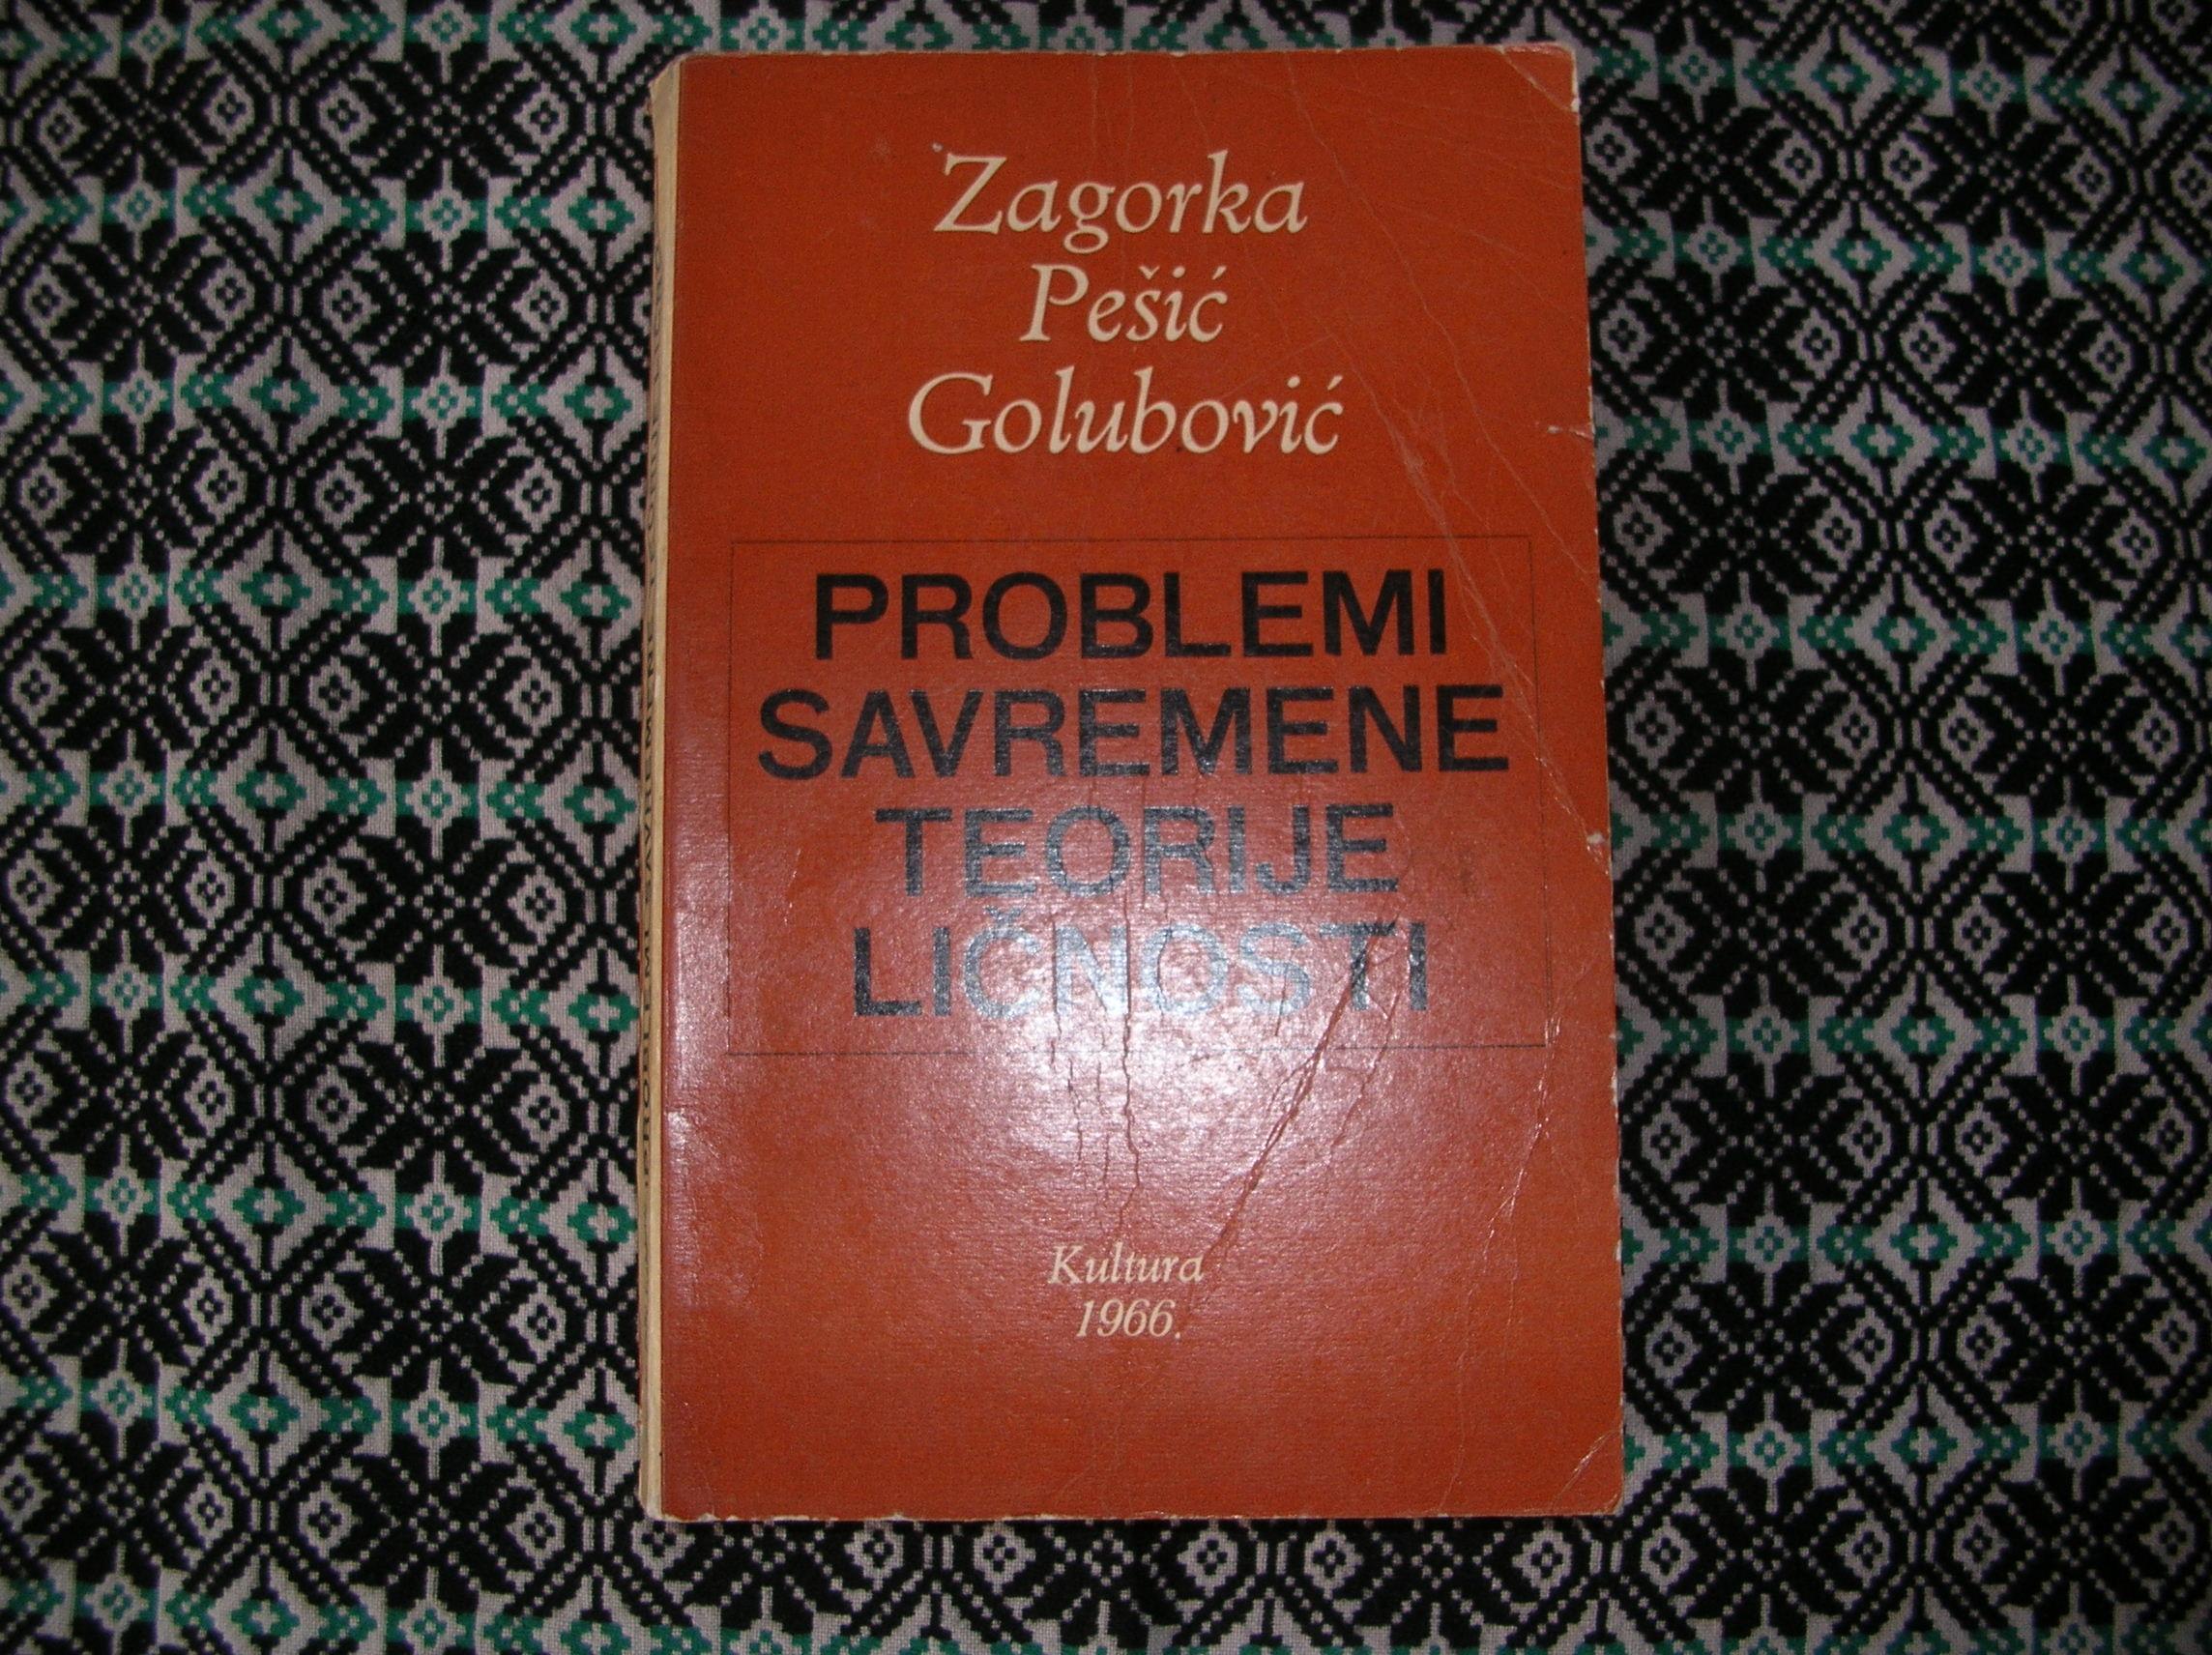 Zagorka
Pešić
Golubović
PROBLEMI
SAVREMENE
TEORIJE
LIČNOSTI
Kultura
1966.